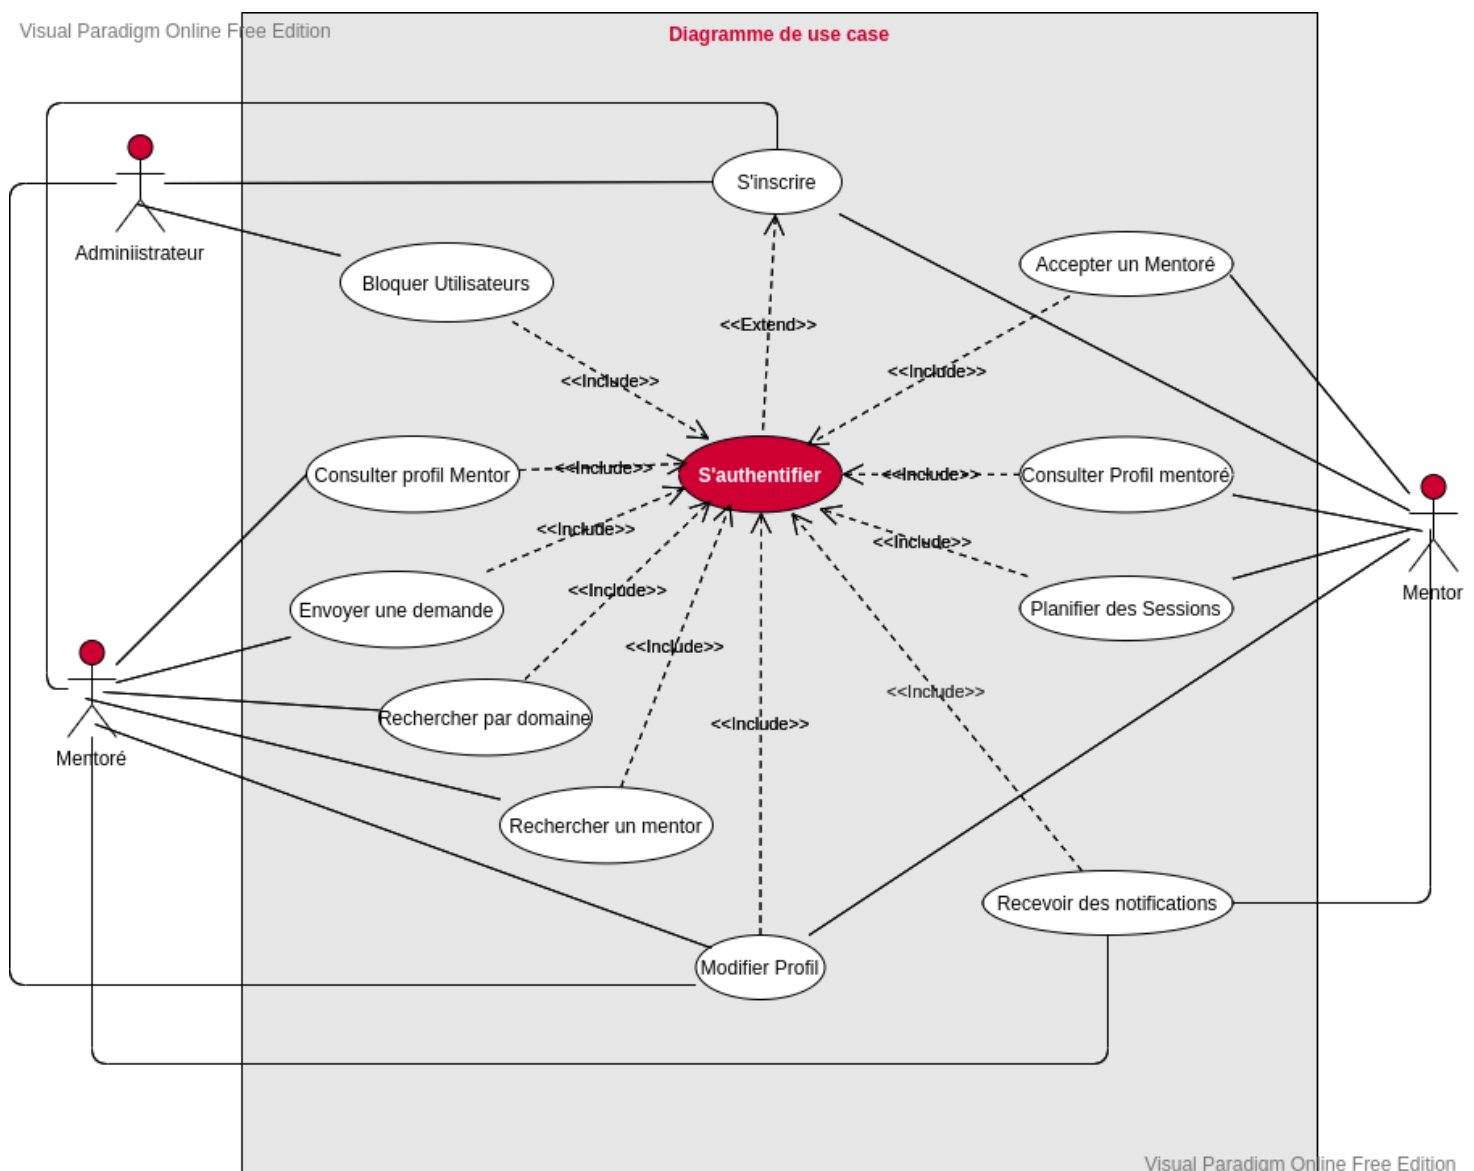 Visual Paradigm Online Free Edition
Diagramme de use case
S'inscrire
Adminiistrateur
Accepter un Mentoré
Bloquer Utilisateurs
<<Extend>>
<<Include>>
<<Include>>
Consulter profil Mentor
<<Include>>
S'authentifier
<<Include>>
Consulter Profil mentoré
<<Include>>
<<Include>>
Mentor
Envoyer une demande
<<Include>>
Planifier des Sessions
<<Include>>
<<Include>>
<<Include>>
Rechercher par domaine
Mentoré
Rechercher un mentor
Recevoir des notifications
Modifier Profil
Visual Paradigm Online Free Edition